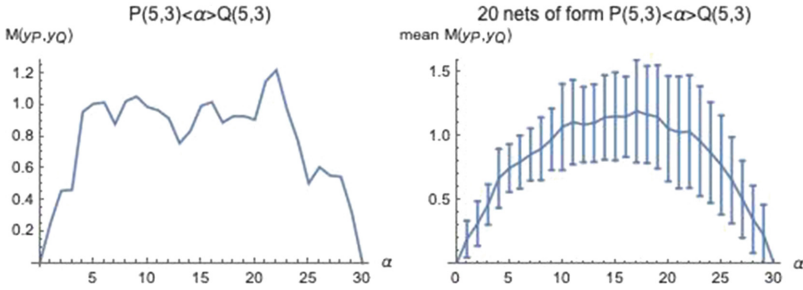 P(5,3)<α>Q(5,3)
M(yP,yQ)
1.2
1.0
0.8
0.6
0.4
0.2
5 10 15 20 25 30 α
20 nets of form P(5,3)<α>Q(5,3)
mean M(yP,yQ)
1.5
1.0
0.5
0 5 10 15 20 25 30 α